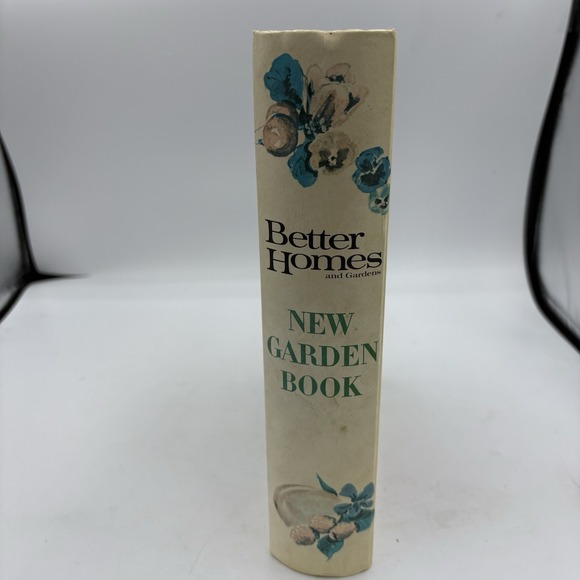 Better
Homes
and Gardens
NEW
GARDEN
BOOK